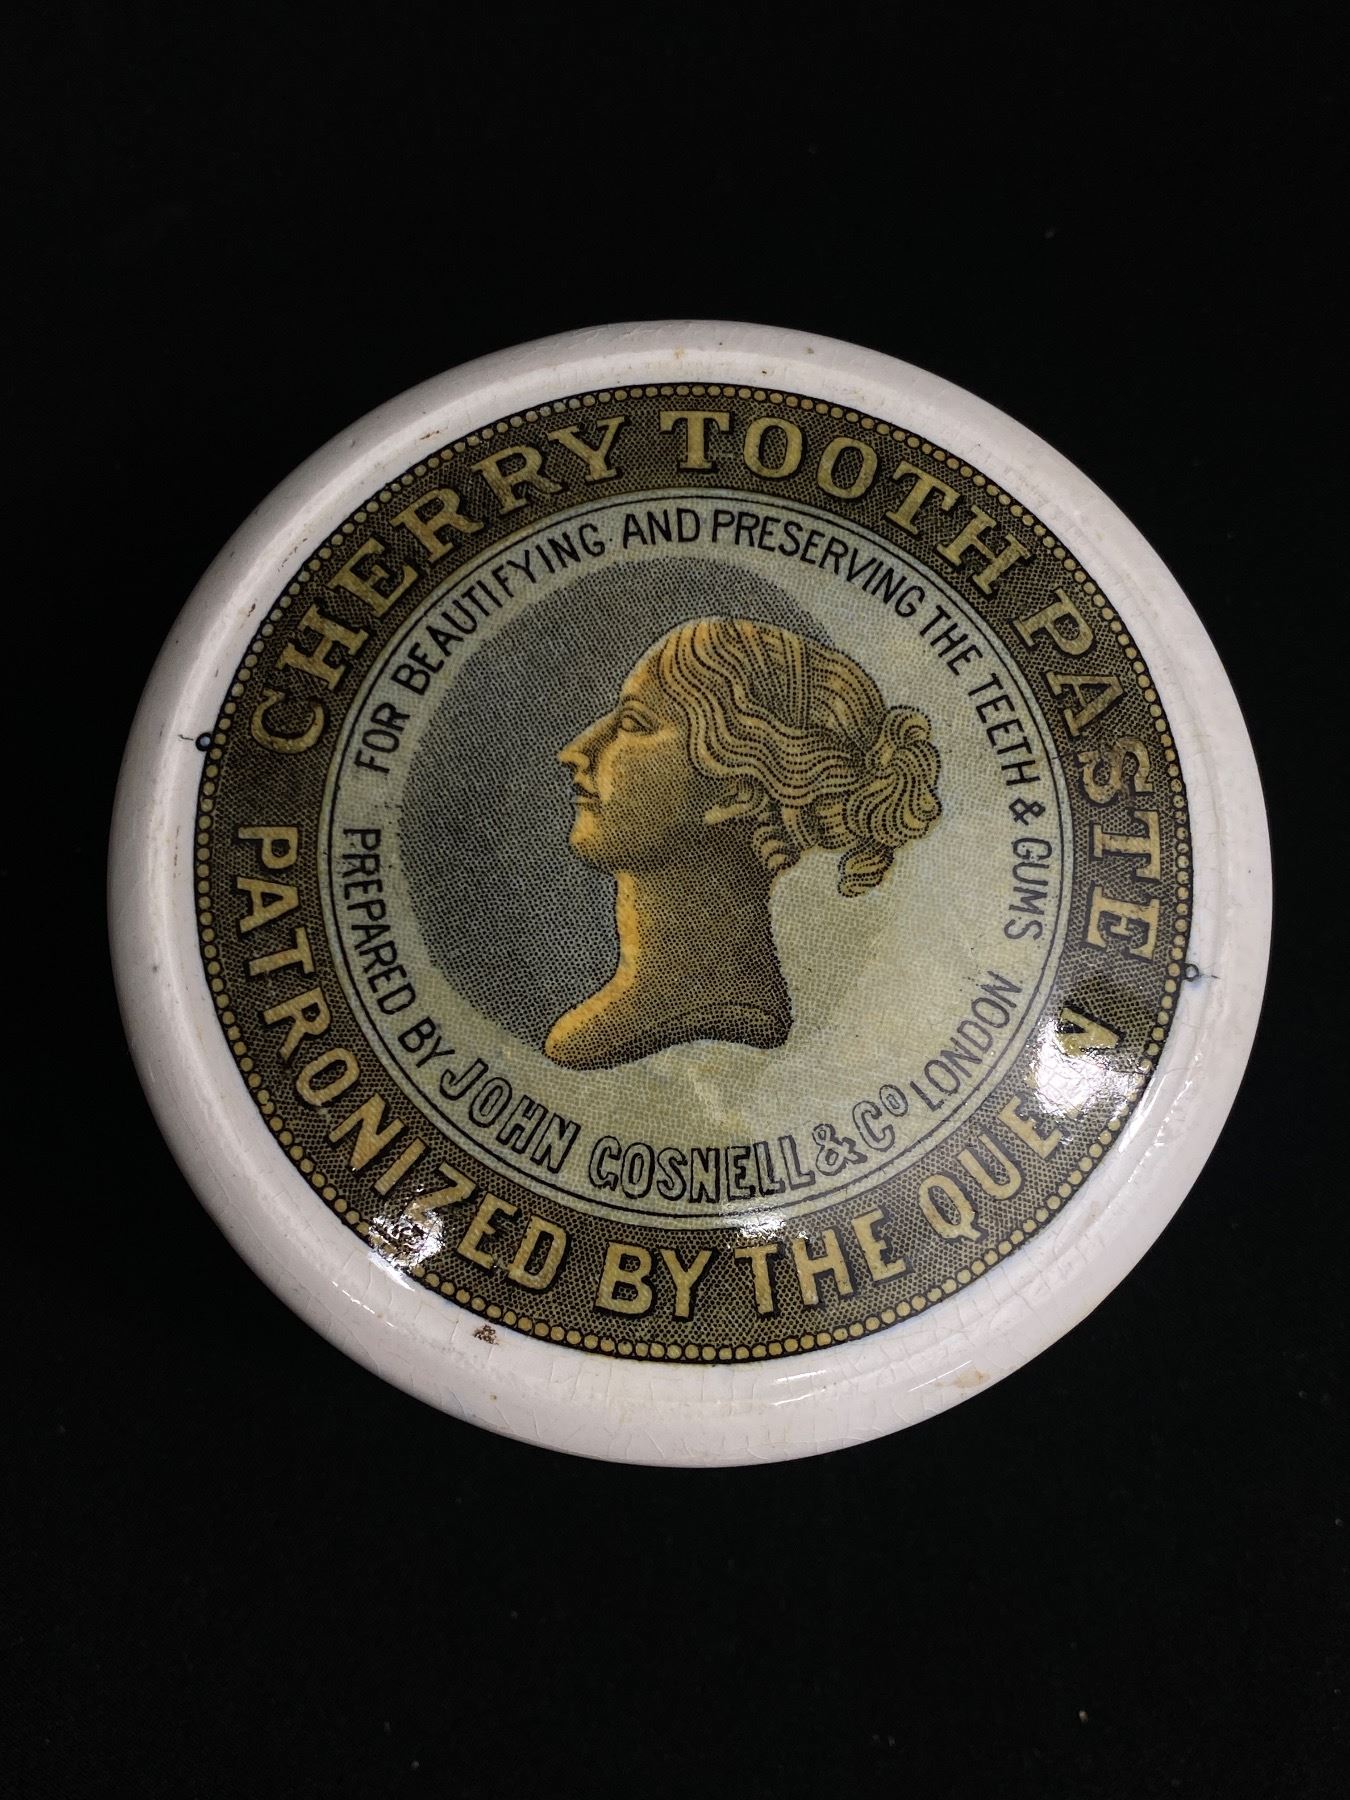 CHERRY TOOTH PASTE
PATRONIZED BY THE QUEEN
FOR BEAUTIFYING AND PRESERVING THE TEETH & GUMS
PREPARED BY JOHN GOSNELL & Co LONDON